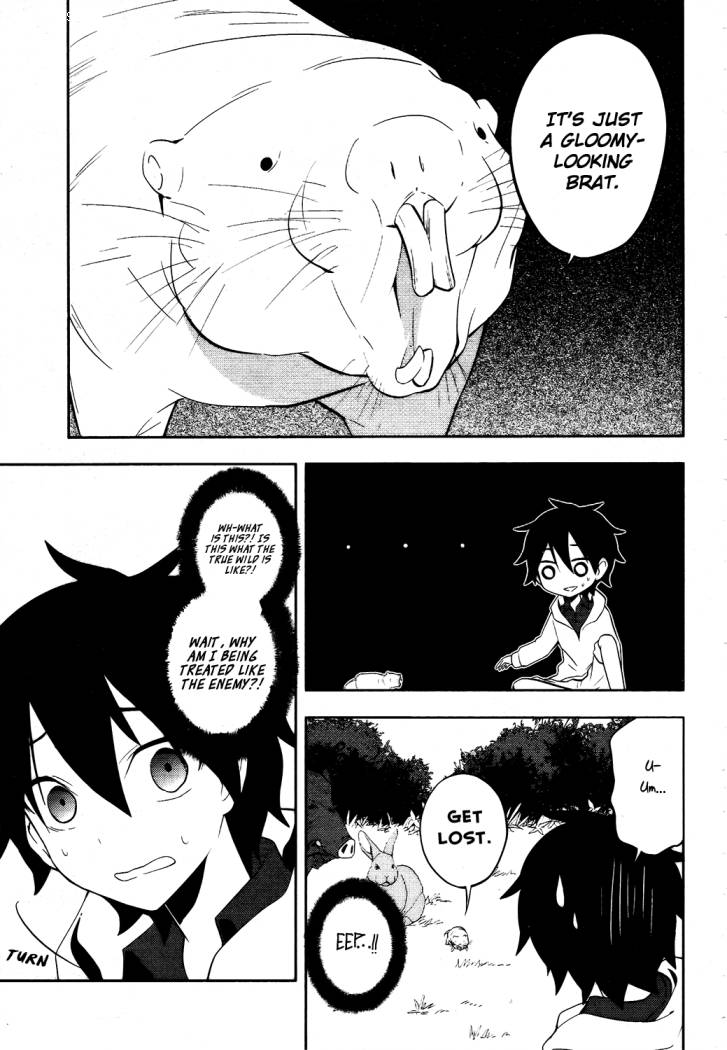 IT'S JUST
A GLOOMY-
LOOKING
BRAT.
U-
UM...
GET
LOST.
EEP...!!
WH-WHAT
IS THIS?! IS
THIS WHAT THE
TRUE WILD IS
LIKE?!
WAIT, WHY
AM I BEING
TREATED LIKE
THE ENEMY?!
TURN